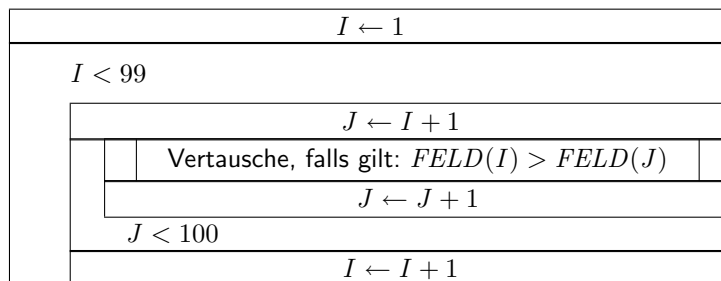 I ← 1
I < 99
J ← I + 1
Vertausche, falls gilt: FELD(I) > FELD(J)
J ← J + 1
J < 100
I ← I + 1